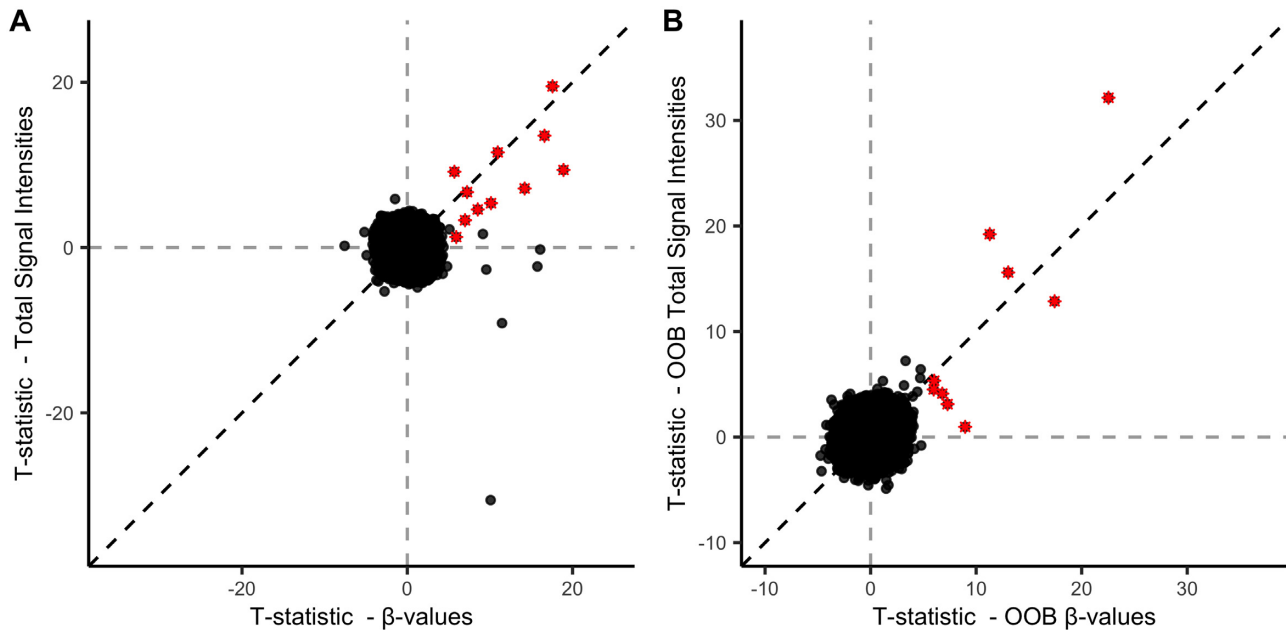 A
T-statistic - Total Signal Intensities
20
0
-20
-20
0
20
T-statistic - β-values
B
T-statistic - OOB Total Signal Intensities
30
20
10
0
-10
-10
0
10
20
30
T-statistic - OOB β-values